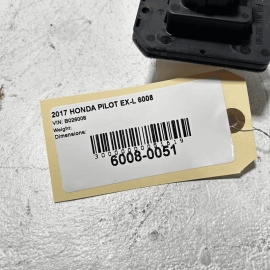 2017 HONDA PILOT EX-L 6008
VIN: B026008
Weight:
Dimensions:
6008-0051